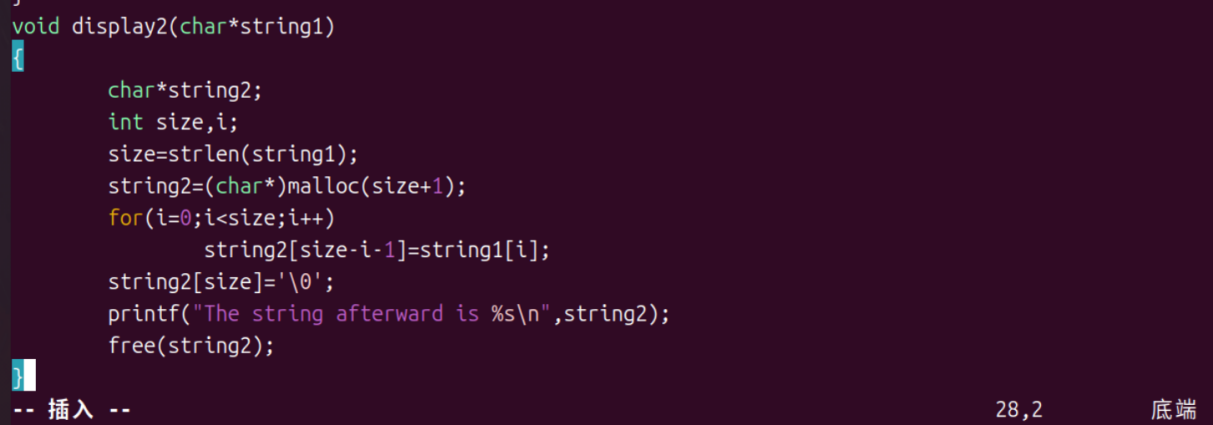 }
void display2(char*string1)
{
        char*string2;
        int size,i;
        size=strlen(string1);
        string2=(char*)malloc(size+1);
        for(i=0;i<size;i++)
                string2[size-i-1]=string1[i];
        string2[size]='\0';
        printf("The string afterward is %s\n",string2);
        free(string2);
}
-- 插入 -- 28,2 底端